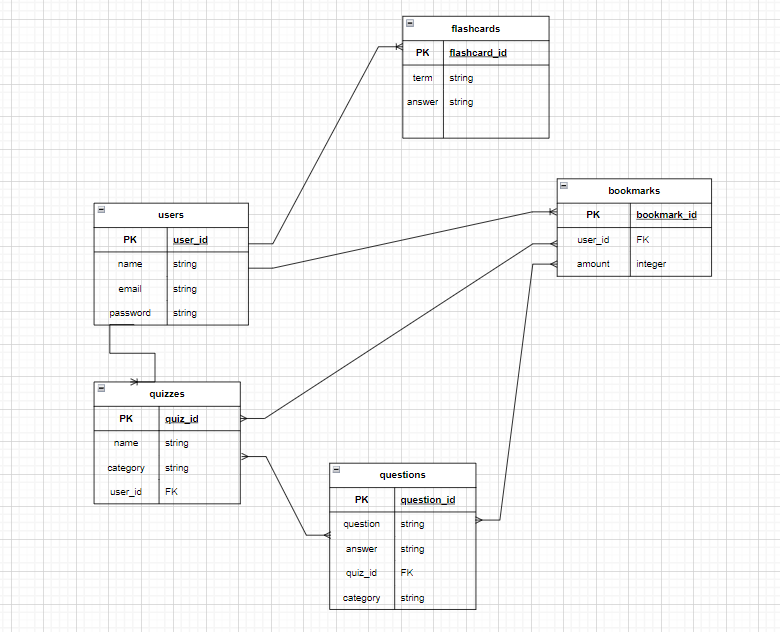 flashcards
PK flashcard_id
term string
answer string
bookmarks
PK bookmark_id
user_id FK
amount integer
users
PK user_id
name string
email string
password string
quizzes
PK quiz_id
name string
category string
user_id FK
questions
PK question_id
question string
answer string
quiz_id FK
category string